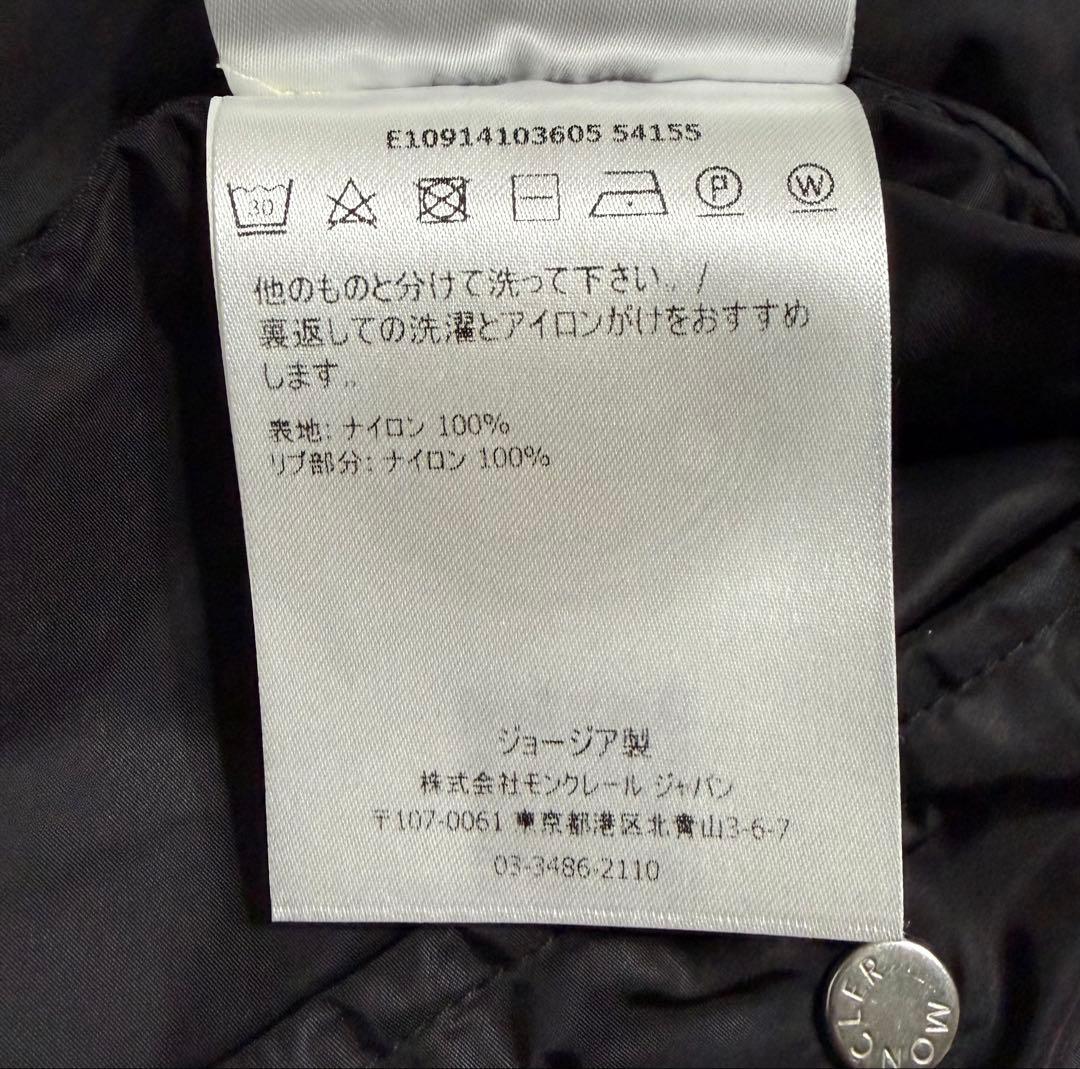 E10914103605 54155
30
P
W
他のものと分けて洗って下さい。/
裏返しての洗濯とアイロンがけをおすすめ
します。
表地: ナイロン 100%
リブ部分: ナイロン 100%
ジョージア製
株式会社モンクレール ジャパン
〒107-0061 東京都港区北青山3-6-7
03-3486-2110
MONCLER